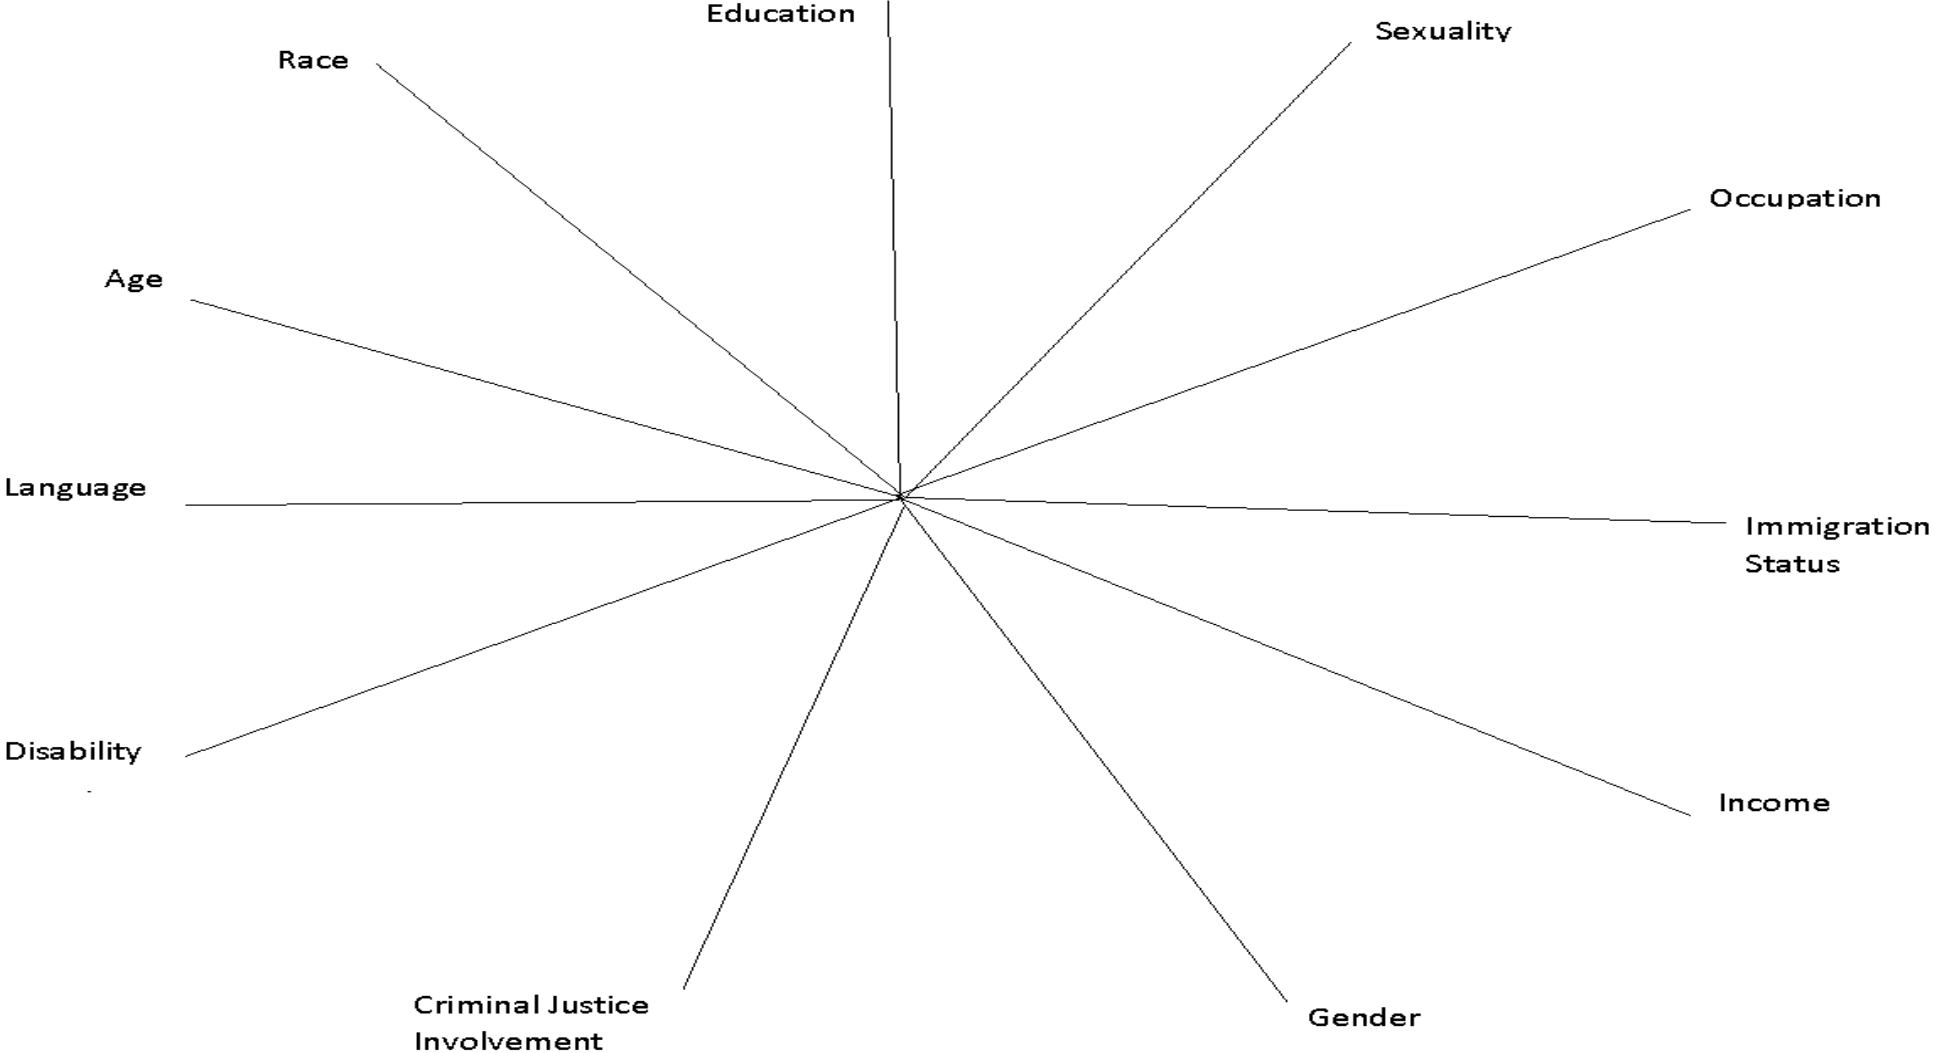 Education
Sexuality
Race
Occupation
Age
Language
Immigration
Status
Disability
Income
Criminal Justice
Involvement
Gender